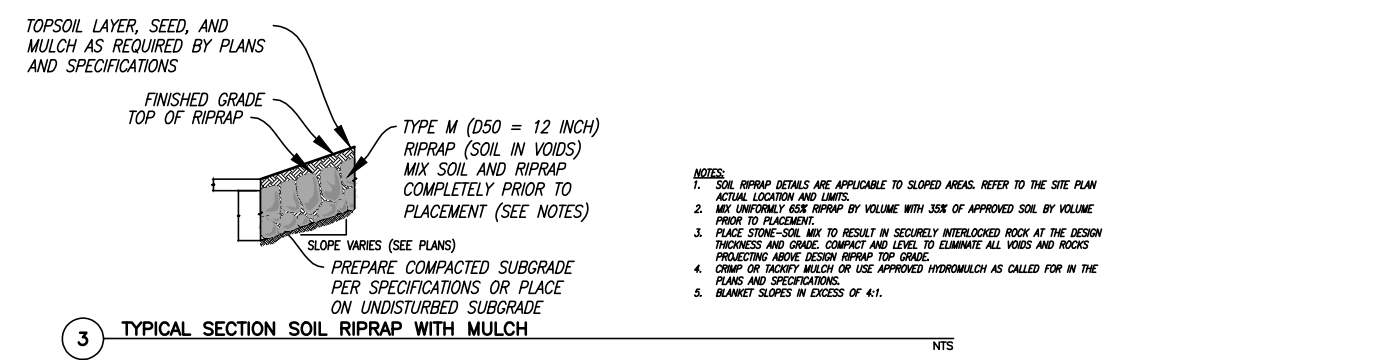 TOPSOIL LAYER, SEED, AND
MULCH AS REQUIRED BY PLANS
AND SPECIFICATIONS
FINISHED GRADE
TOP OF RIPRAP
TYPE M (D50 = 12 INCH)
RIPRAP (SOIL IN VOIDS)
MIX SOIL AND RIPRAP
COMPLETELY PRIOR TO
PLACEMENT (SEE NOTES)
SLOPE VARIES (SEE PLANS)
PREPARE COMPACTED SUBGRADE
PER SPECIFICATIONS OR PLACE
ON UNDISTURBED SUBGRADE
NOTES:
1. SOIL RIPRAP DETAILS ARE APPLICABLE TO SLOPED AREAS. REFER TO THE SITE PLAN
ACTUAL LOCATION AND LIMITS.
2. MIX UNIFORMLY 65% RIPRAP BY VOLUME WITH 35% OF APPROVED SOIL BY VOLUME
PRIOR TO PLACEMENT.
3. PLACE STONE-SOIL MIX TO RESULT IN SECURELY INTERLOCKED ROCK AT THE DESIGN
THICKNESS AND GRADE. COMPACT AND LEVEL TO ELIMINATE ALL VOIDS AND ROCKS
PROJECTING ABOVE DESIGN RIPRAP TOP GRADE.
4. CRIMP OR TACKIFY MULCH OR USE APPROVED HYDROMULCH AS CALLED FOR IN THE
PLANS AND SPECIFICATIONS.
5. BLANKET SLOPES IN EXCESS OF 4:1.
3 TYPICAL SECTION SOIL RIPRAP WITH MULCH
NTS